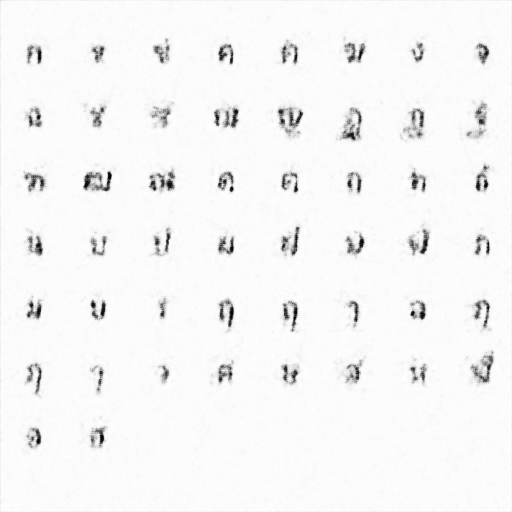 ก ข ฃ ค ฅ ฆ ง จ
ฉ ช ซ ฌ ญ ฎ ฏ ฐ
ฑ ฒ ณ ด ต ถ ท ธ
น บ ป ผ ฝ พ ฟ ภ
ม ย ร ฤ ฤ ๅ ล ฦ
ฦ ๅ ว ศ ษ ส ห ฬ
อ ฮ